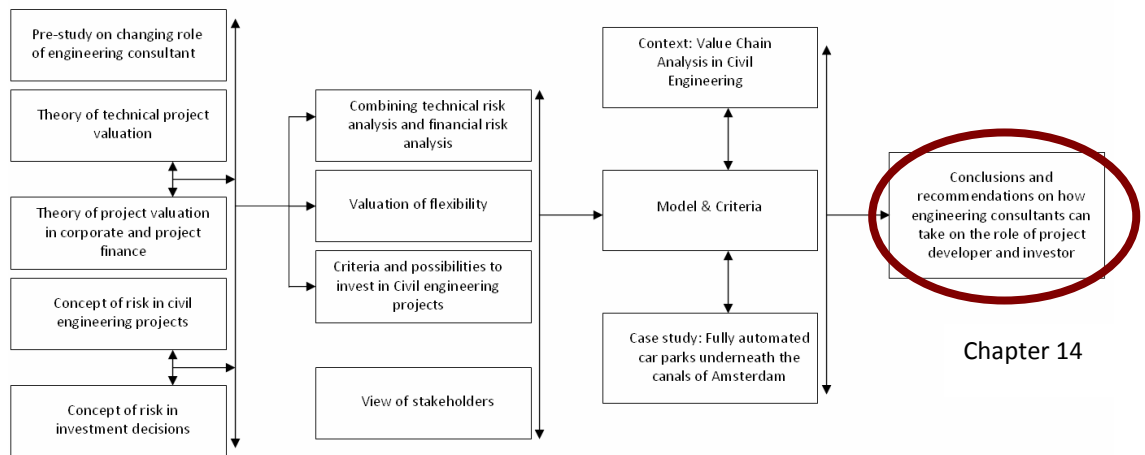 Pre-study on changing role
of engineering consultant
Theory of technical project
valuation
Theory of project valuation
in corporate and project
finance
Concept of risk in civil
engineering projects
Concept of risk in
investment decisions
Combining technical risk
analysis and financial risk
analysis
Valuation of flexibility
Criteria and possibilities to
invest in Civil engineering
projects
View of stakeholders
Context: Value Chain
Analysis in Civil
Engineering
Model & Criteria
Case study: Fully automated
car parks underneath the
canals of Amsterdam
Conclusions and
recommendations on how
engineering consultants can
take on the role of project
developer and investor
Chapter 14